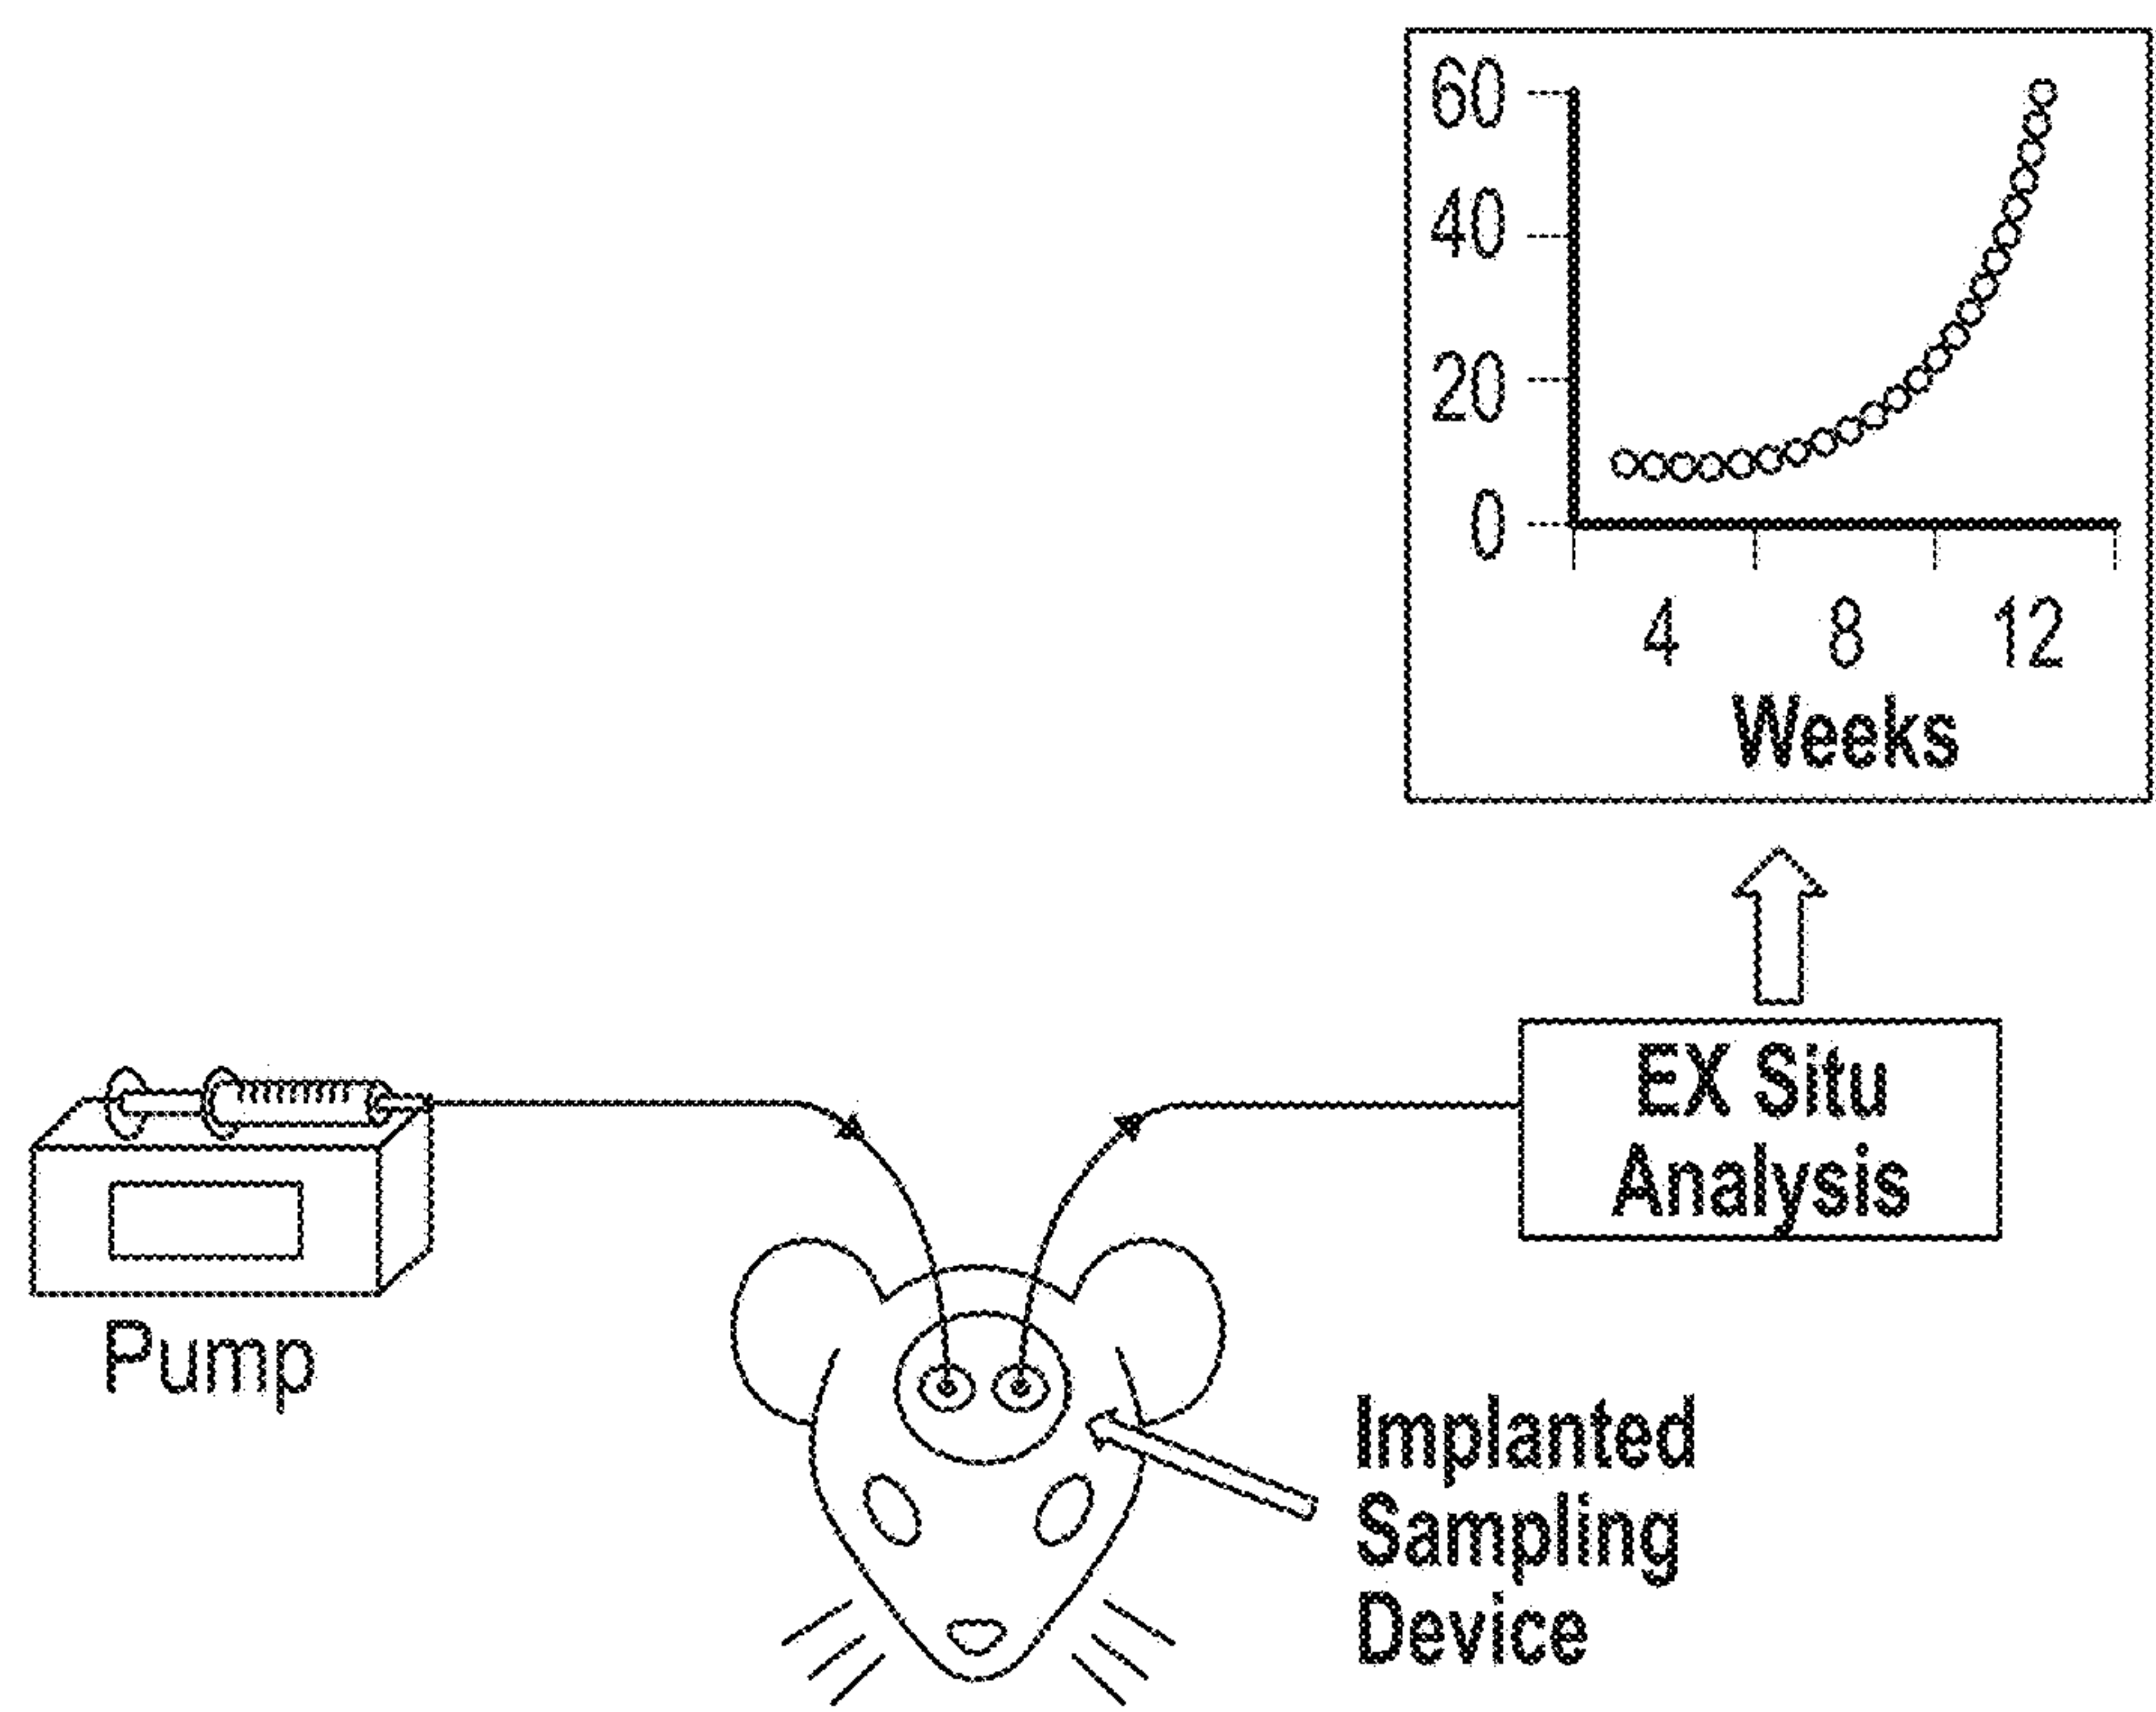 60
40
20
0
4 8 12
Weeks
EX Situ
Analysis
Pump
Implanted
Sampling
Device